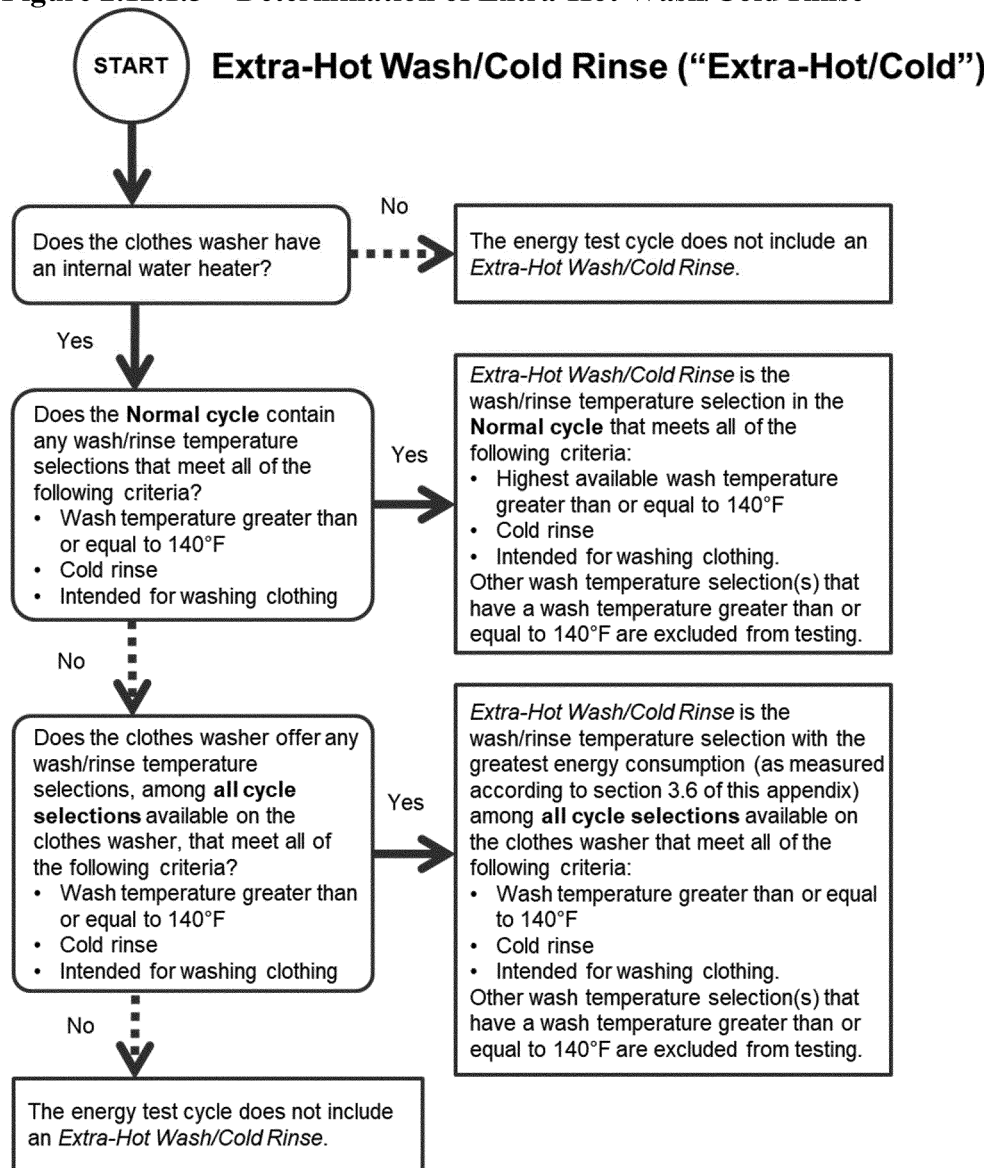 Figure 2.12.1.5 – Determination of Extra-Hot Wash/Cold Rinse
START
Extra-Hot Wash/Cold Rinse (“Extra-Hot/Cold”)
Does the clothes washer have
an internal water heater?
No
The energy test cycle does not include an
Extra-Hot Wash/Cold Rinse.
Yes
Does the Normal cycle contain
any wash/rinse temperature
selections that meet all of the
following criteria?
• Wash temperature greater than
or equal to 140°F
• Cold rinse
• Intended for washing clothing
Yes
Extra-Hot Wash/Cold Rinse is the
wash/rinse temperature selection in the
Normal cycle that meets all of the
following criteria:
• Highest available wash temperature
greater than or equal to 140°F
• Cold rinse
• Intended for washing clothing.
Other wash temperature selection(s) that
have a wash temperature greater than or
equal to 140°F are excluded from testing.
No
Does the clothes washer offer any
wash/rinse temperature
selections, among all cycle
selections available on the
clothes washer, that meet all of
the following criteria?
• Wash temperature greater than
or equal to 140°F
• Cold rinse
• Intended for washing clothing
Yes
Extra-Hot Wash/Cold Rinse is the
wash/rinse temperature selection with the
greatest energy consumption (as measured
according to section 3.6 of this appendix)
among all cycle selections available on
the clothes washer that meet all of the
following criteria:
• Wash temperature greater than or equal
to 140°F
• Cold rinse
• Intended for washing clothing.
Other wash temperature selection(s) that
have a wash temperature greater than or
equal to 140°F are excluded from testing.
No
The energy test cycle does not include
an Extra-Hot Wash/Cold Rinse.